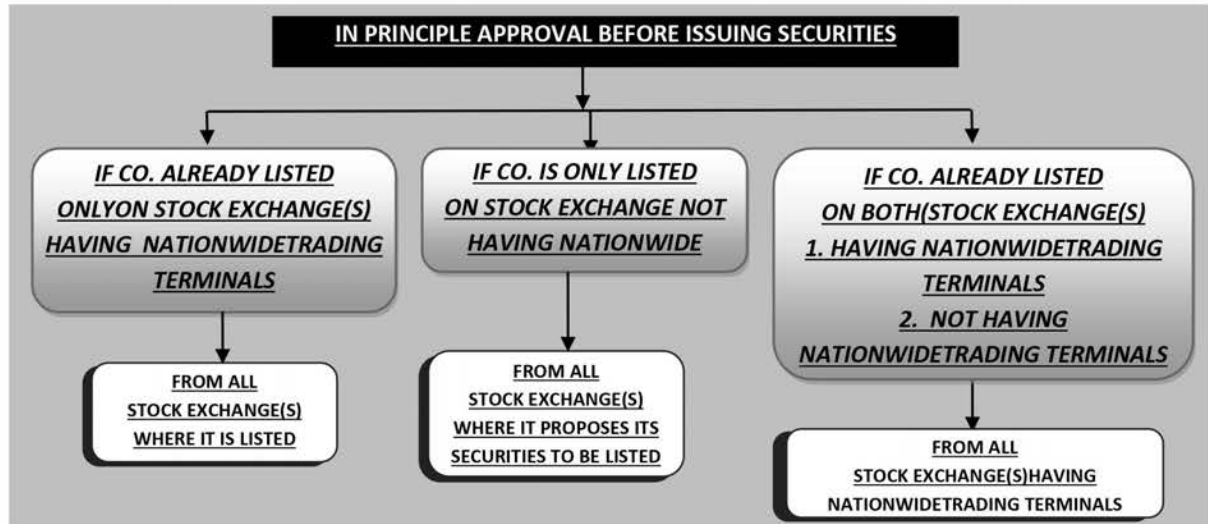 IN PRINCIPLE APPROVAL BEFORE ISSUING SECURITIES
IF CO. ALREADY LISTED
ONLYON STOCK EXCHANGE(S)
HAVING NATIONWIDETRADING
TERMINALS
FROM ALL
STOCK EXCHANGE(S)
WHERE IT IS LISTED
IF CO. IS ONLY LISTED
ON STOCK EXCHANGE NOT
HAVING NATIONWIDE
FROM ALL
STOCK EXCHANGE(S)
WHERE IT PROPOSES ITS
SECURITIES TO BE LISTED
IF CO. ALREADY LISTED
ON BOTH(STOCK EXCHANGE(S)
1. HAVING NATIONWIDETRADING
TERMINALS
2. NOT HAVING
NATIONWIDETRADING TERMINALS
FROM ALL
STOCK EXCHANGE(S)HAVING
NATIONWIDETRADING TERMINALS